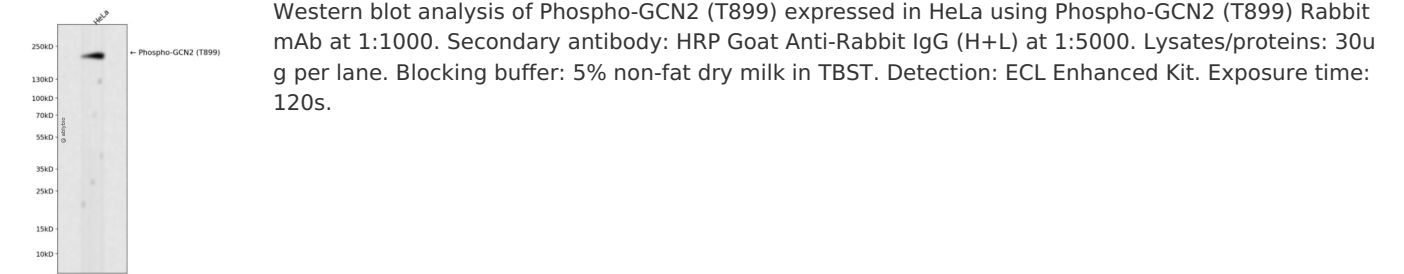 HeLa
250kD
← Phospho-GCN2 (T899)
130kD
100kD
70kD
55kD
35kD
25kD
15kD
10kD
@ abybio
Western blot analysis of Phospho-GCN2 (T899) expressed in HeLa using Phospho-GCN2 (T899) Rabbit
mAb at 1:1000. Secondary antibody: HRP Goat Anti-Rabbit IgG (H+L) at 1:5000. Lysates/proteins: 30u
g per lane. Blocking buffer: 5% non-fat dry milk in TBST. Detection: ECL Enhanced Kit. Exposure time:
120s.